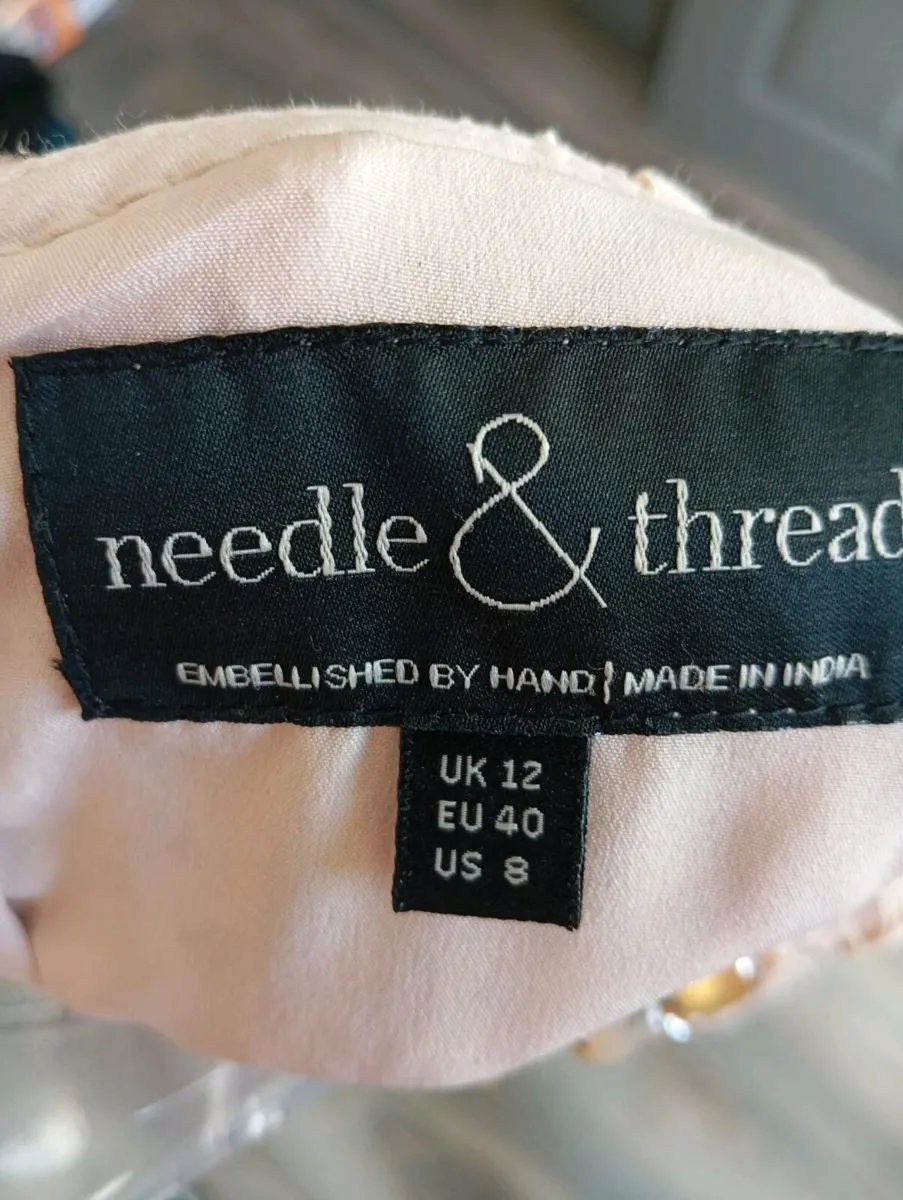 needle & thread
EMBELLISHED BY HAND | MADE IN INDIA
UK 12
EU 40
US 8